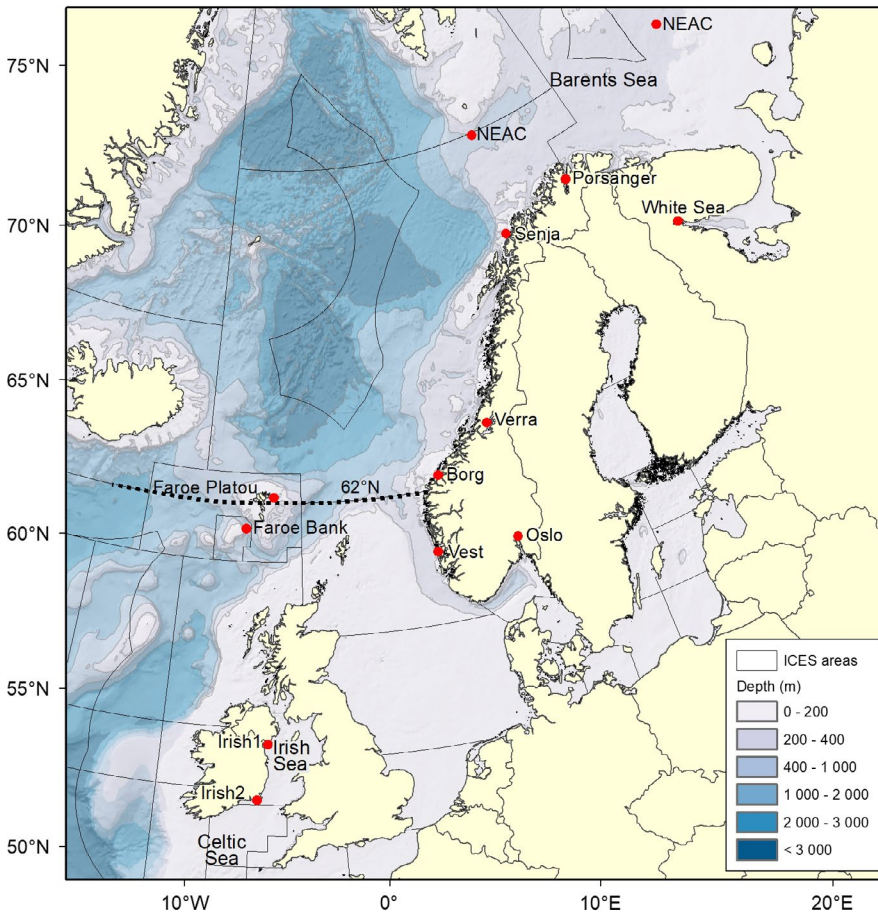 NEAC
75°N
Barents Sea
NEAC
Porsanger
White Sea
70°N
Senja
65°N
Verra
Borg
Faroe Platou
62°N
60°N
Faroe Bank
Vest
Oslo
ICES areas
55°N
Depth (m)
0 - 200
Irish1
Irish
Sea
200 - 400
400 - 1 000
Irish2
1 000 - 2 000
2 000 - 3 000
Celtic
Sea
50°N
< 3 000
10°W
0°
10°E
20°E